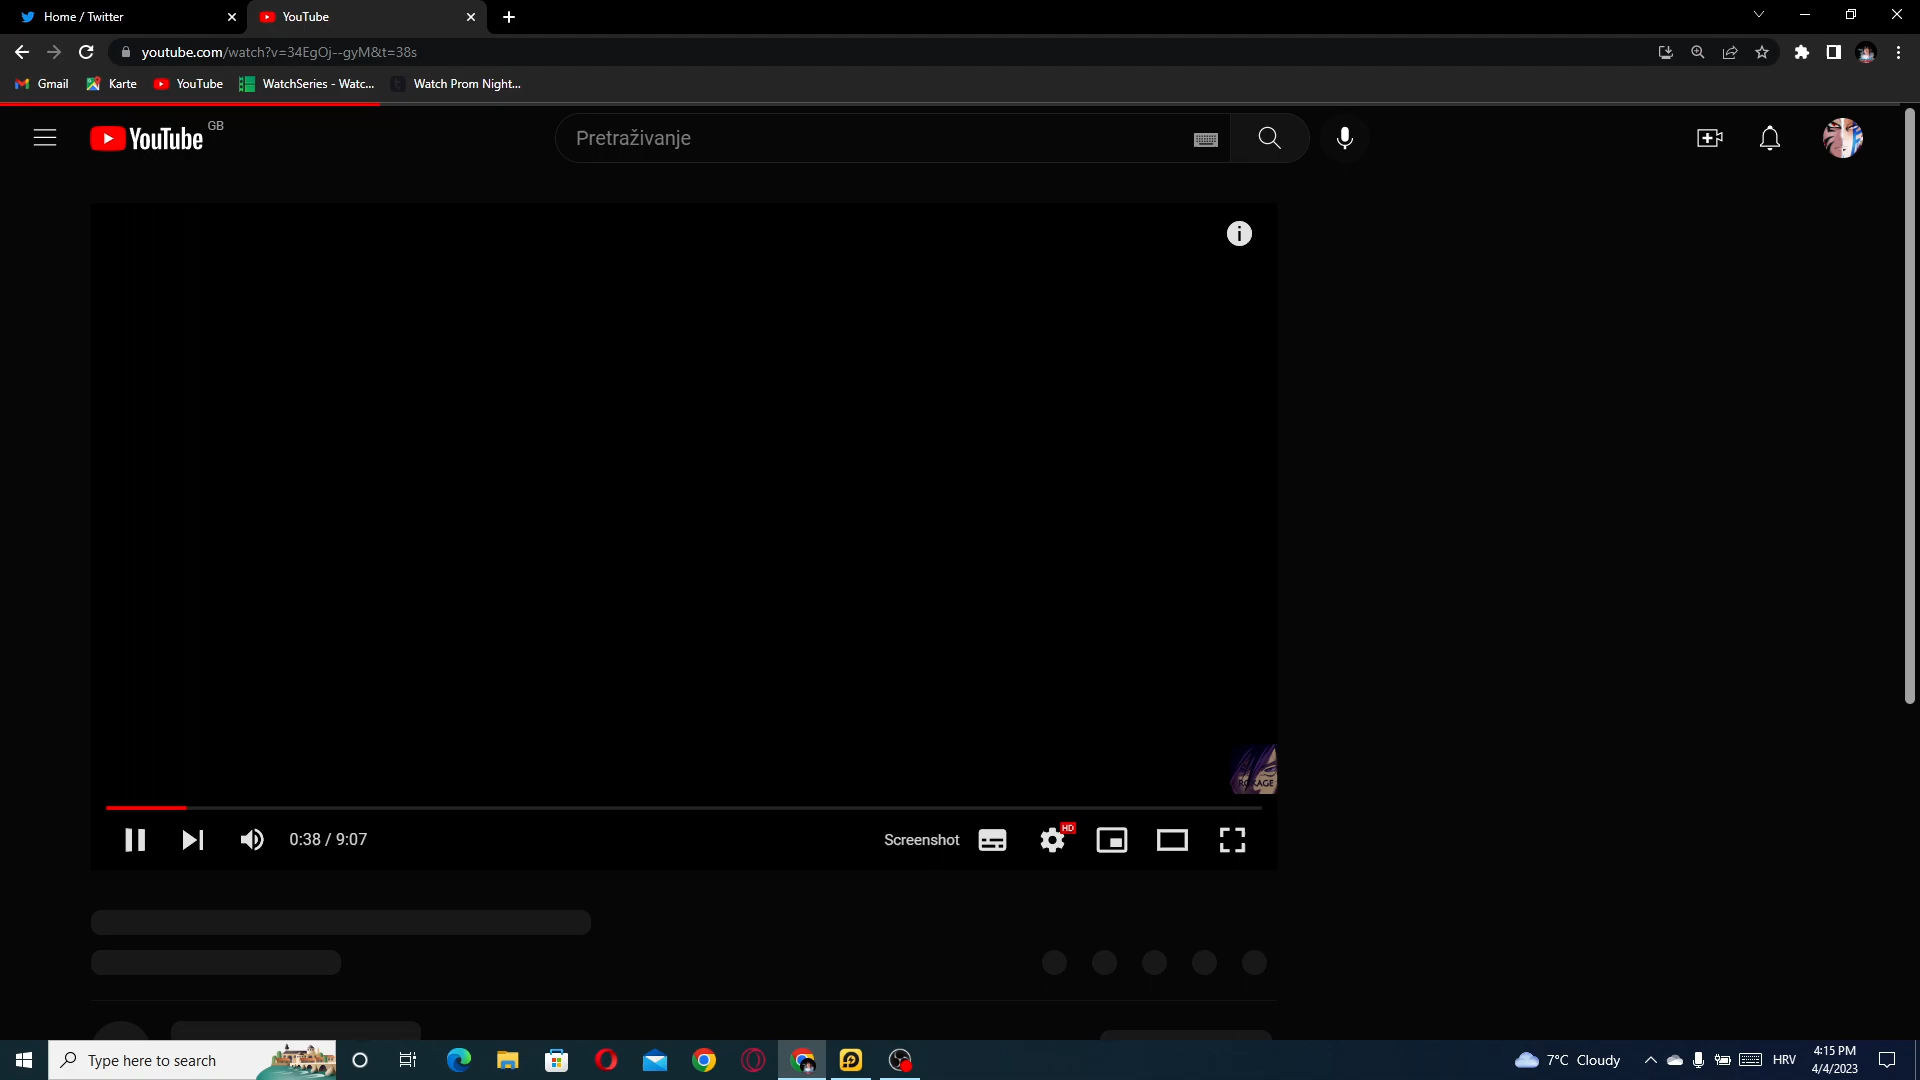 Home / Twitter
YouTube
youtube.com/watch?v=34EgOj--gyM&t=38s
Gmail
Karte
YouTube
WatchSeries - Watc...
Watch Prom Night...
YouTube GB
Pretraživanje
0:38 / 9:07
Screenshot
HD
Type here to search
7°C Cloudy
HRV
4:15 PM
4/4/2023